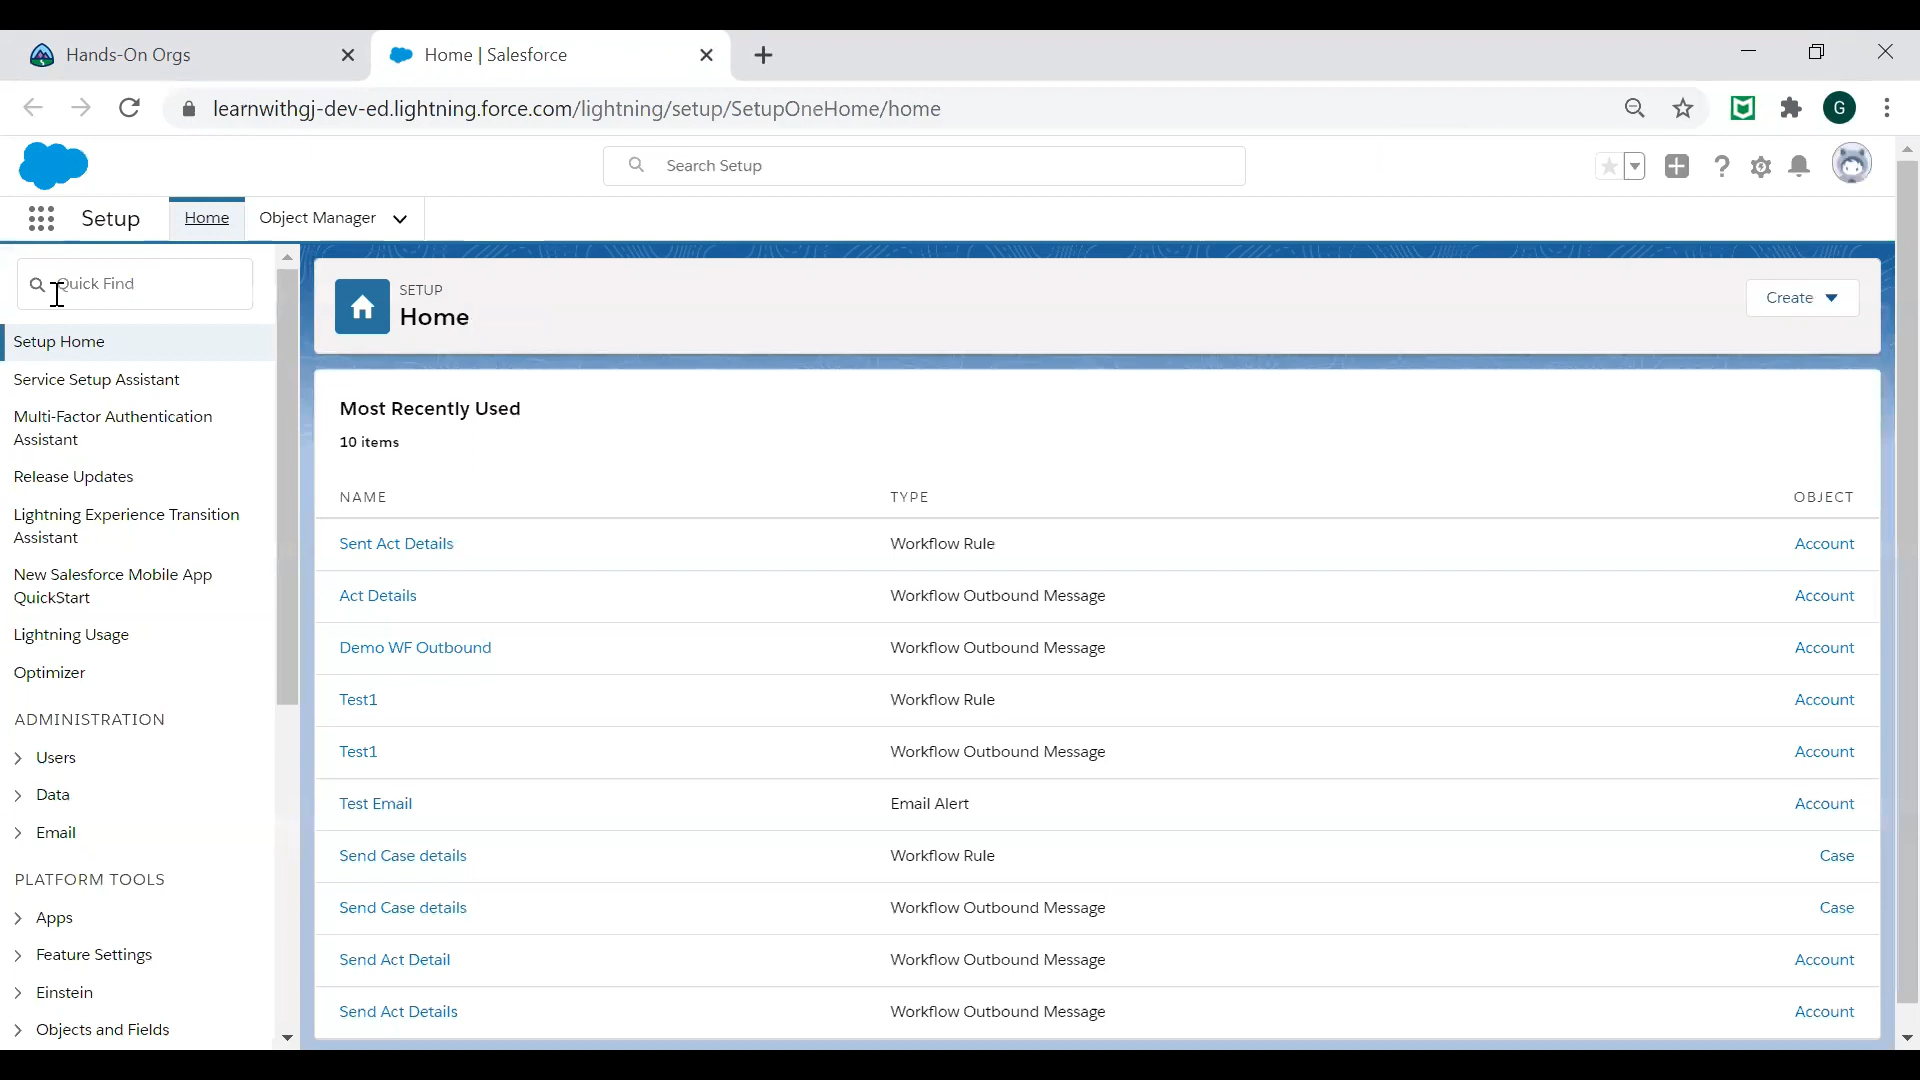 Hands-On Orgs
Home | Salesforce
learnwithgj-dev-ed.lightning.force.com/lightning/setup/SetupOneHome/home
G
Search Setup
Setup
Home
Object Manager
Quick Find
Setup Home
Service Setup Assistant
Multi-Factor Authentication
Assistant
Release Updates
Lightning Experience Transition
Assistant
New Salesforce Mobile App
QuickStart
Lightning Usage
Optimizer
ADMINISTRATION
Users
Data
Email
PLATFORM TOOLS
Apps
Feature Settings
Einstein
Objects and Fields
SETUP
Home
Create
Most Recently Used
10 items
NAME TYPE OBJECT
Sent Act Details Workflow Rule Account
Act Details Workflow Outbound Message Account
Demo WF Outbound Workflow Outbound Message Account
Test1 Workflow Rule Account
Test1 Workflow Outbound Message Account
Test Email Email Alert Account
Send Case details Workflow Rule Case
Send Case details Workflow Outbound Message Case
Send Act Detail Workflow Outbound Message Account
Send Act Details Workflow Outbound Message Account